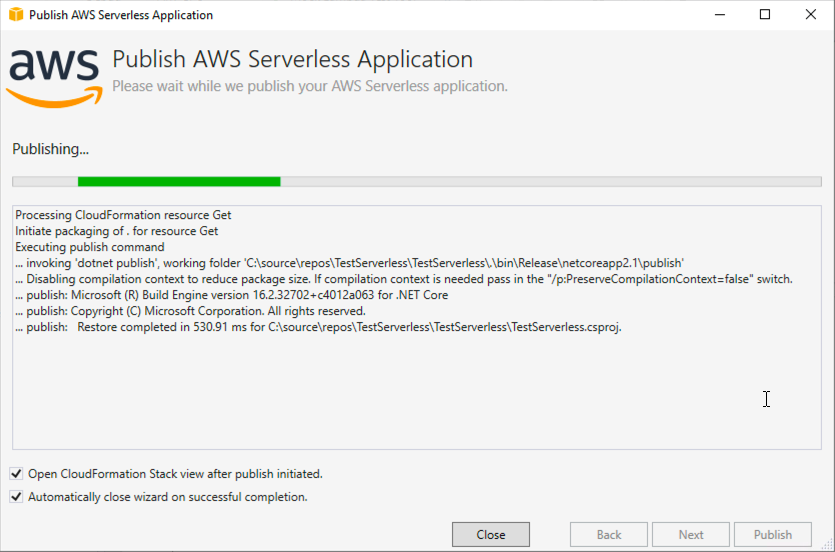 Publish AWS Serverless Application
aws
Publish AWS Serverless Application
Please wait while we publish your AWS Serverless application.
Publishing...
Processing CloudFormation resource Get
Initiate packaging of . for resource Get
Executing publish command
... invoking 'dotnet publish', working folder 'C:\source\repos\TestServerless\TestServerless\.\bin\Release\netcoreapp2.1\publish'
... Disabling compilation context to reduce package size. If compilation context is needed pass in the "/p:PreserveCompilationContext=false" switch.
... publish: Microsoft (R) Build Engine version 16.2.32702+c4012a063 for .NET Core
... publish: Copyright (C) Microsoft Corporation. All rights reserved.
... publish:   Restore completed in 530.91 ms for C:\source\repos\TestServerless\TestServerless\TestServerless.csproj.
Open CloudFormation Stack view after publish initiated.
Automatically close wizard on successful completion.
Close Back Next Publish